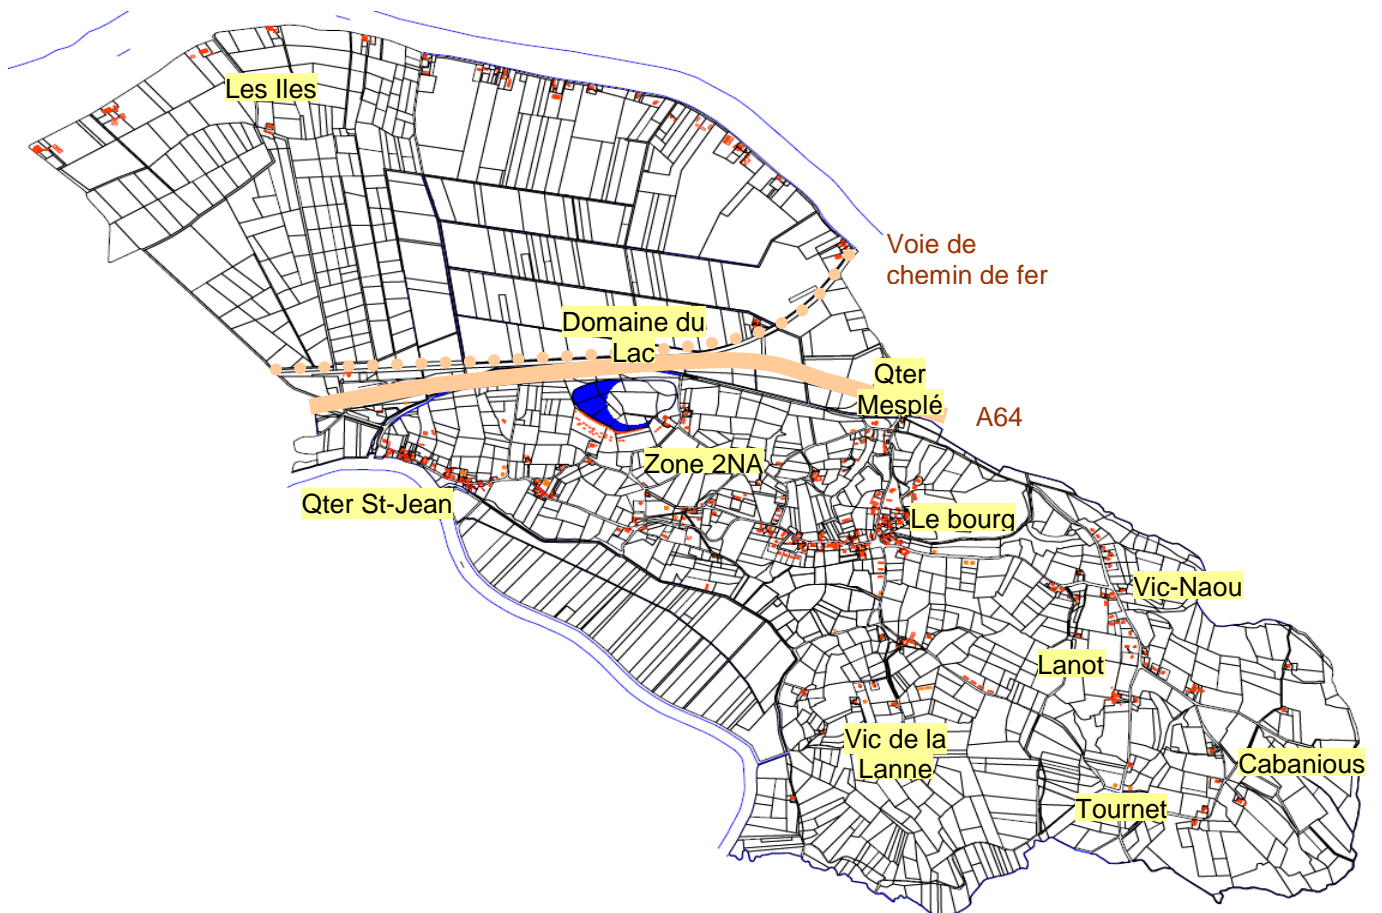 Les Iles
Voie de
chemin de fer
Domaine du
Lac
Qter
Mesplé
A64
Zone 2NA
Qter St-Jean
Le bourg
Vic-Naou
Lanot
Vic de la
Lanne
Cabanious
Tournet